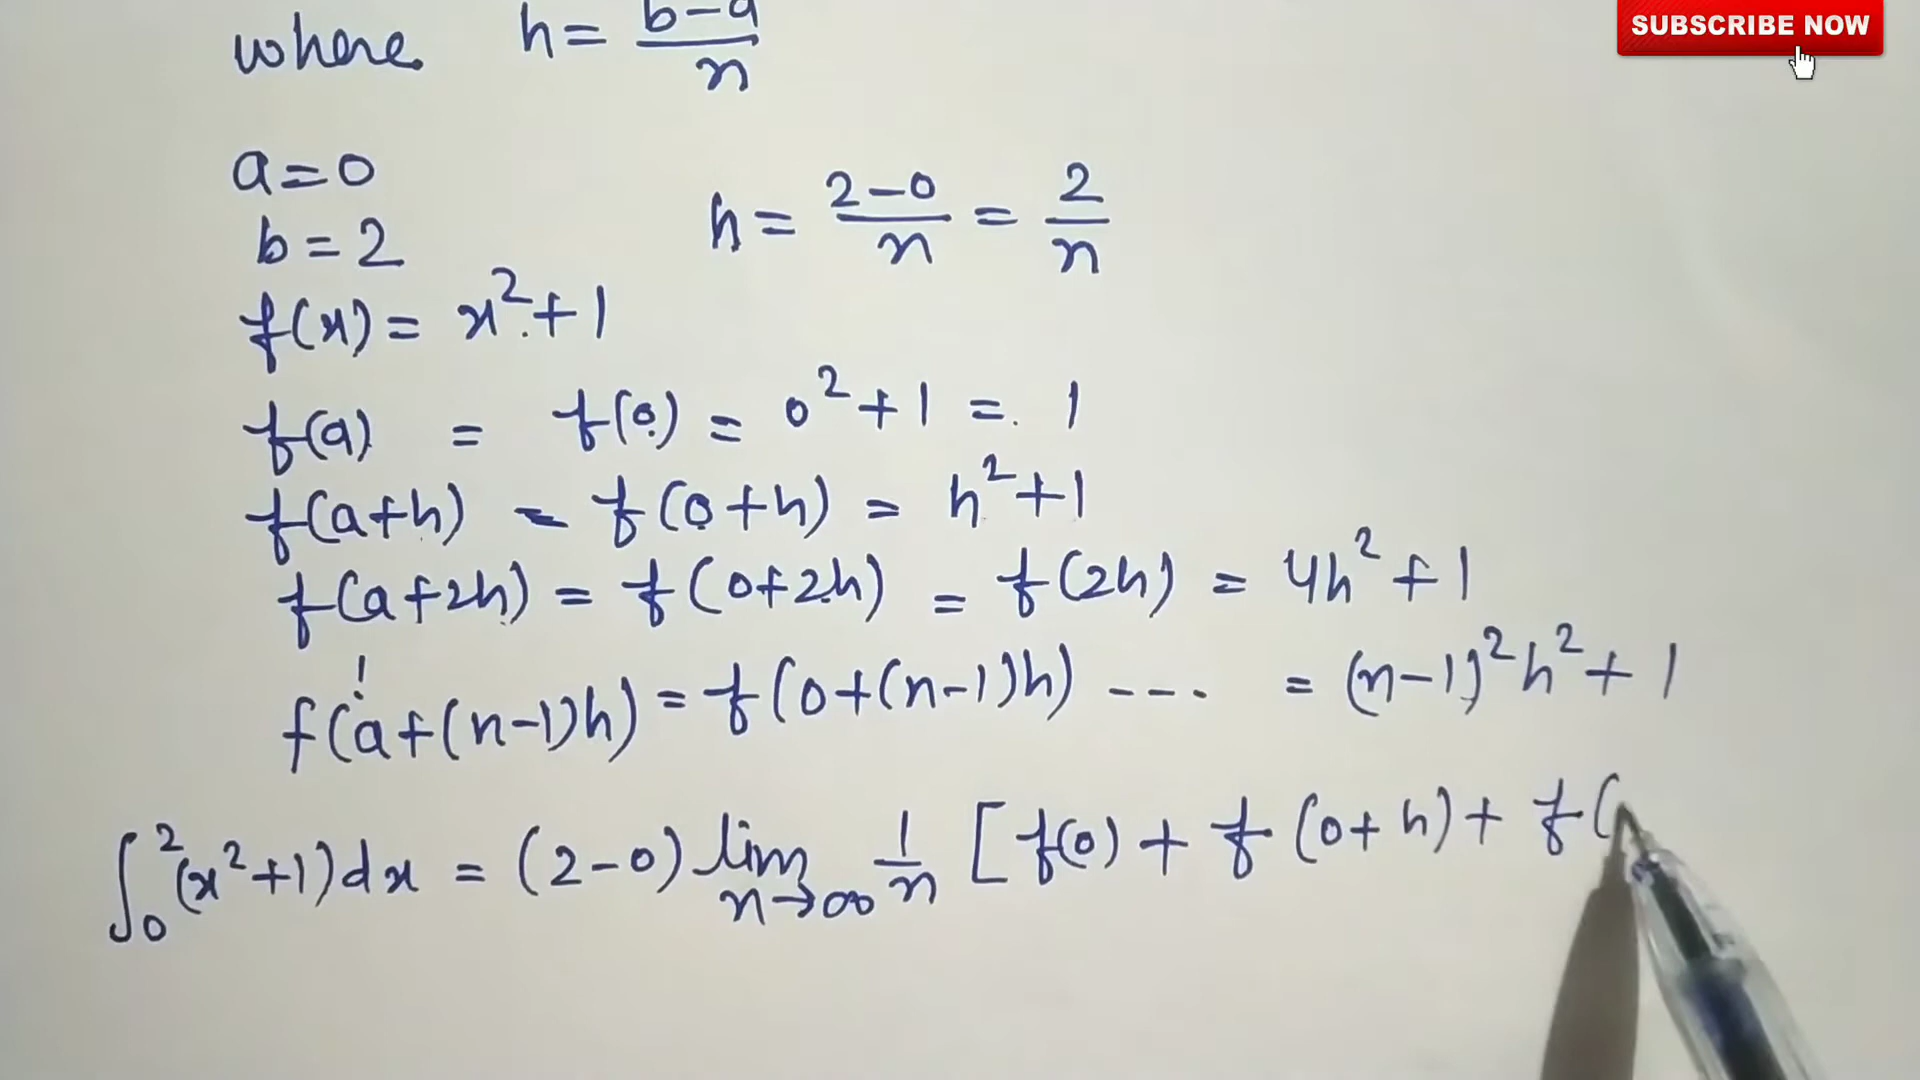 SUBSCRIBE NOW
where h = (b-a)/n
a=0
b=2 h = (2-0)/n = 2/n
f(x) = x²+1
f(a) = f(0) = 0²+1 = 1
f(a+h) = f(0+h) = h²+1
f(a+2h) = f(0+2h) = f(2h) = 4h²+1
f(a+(n-1)h) = f(0+(n-1)h) ---- = (n-1)²h²+1
∫₀²(x²+1)dx = (2-0) lim n→∞ 1/n [f(0) + f(0+h) + f(